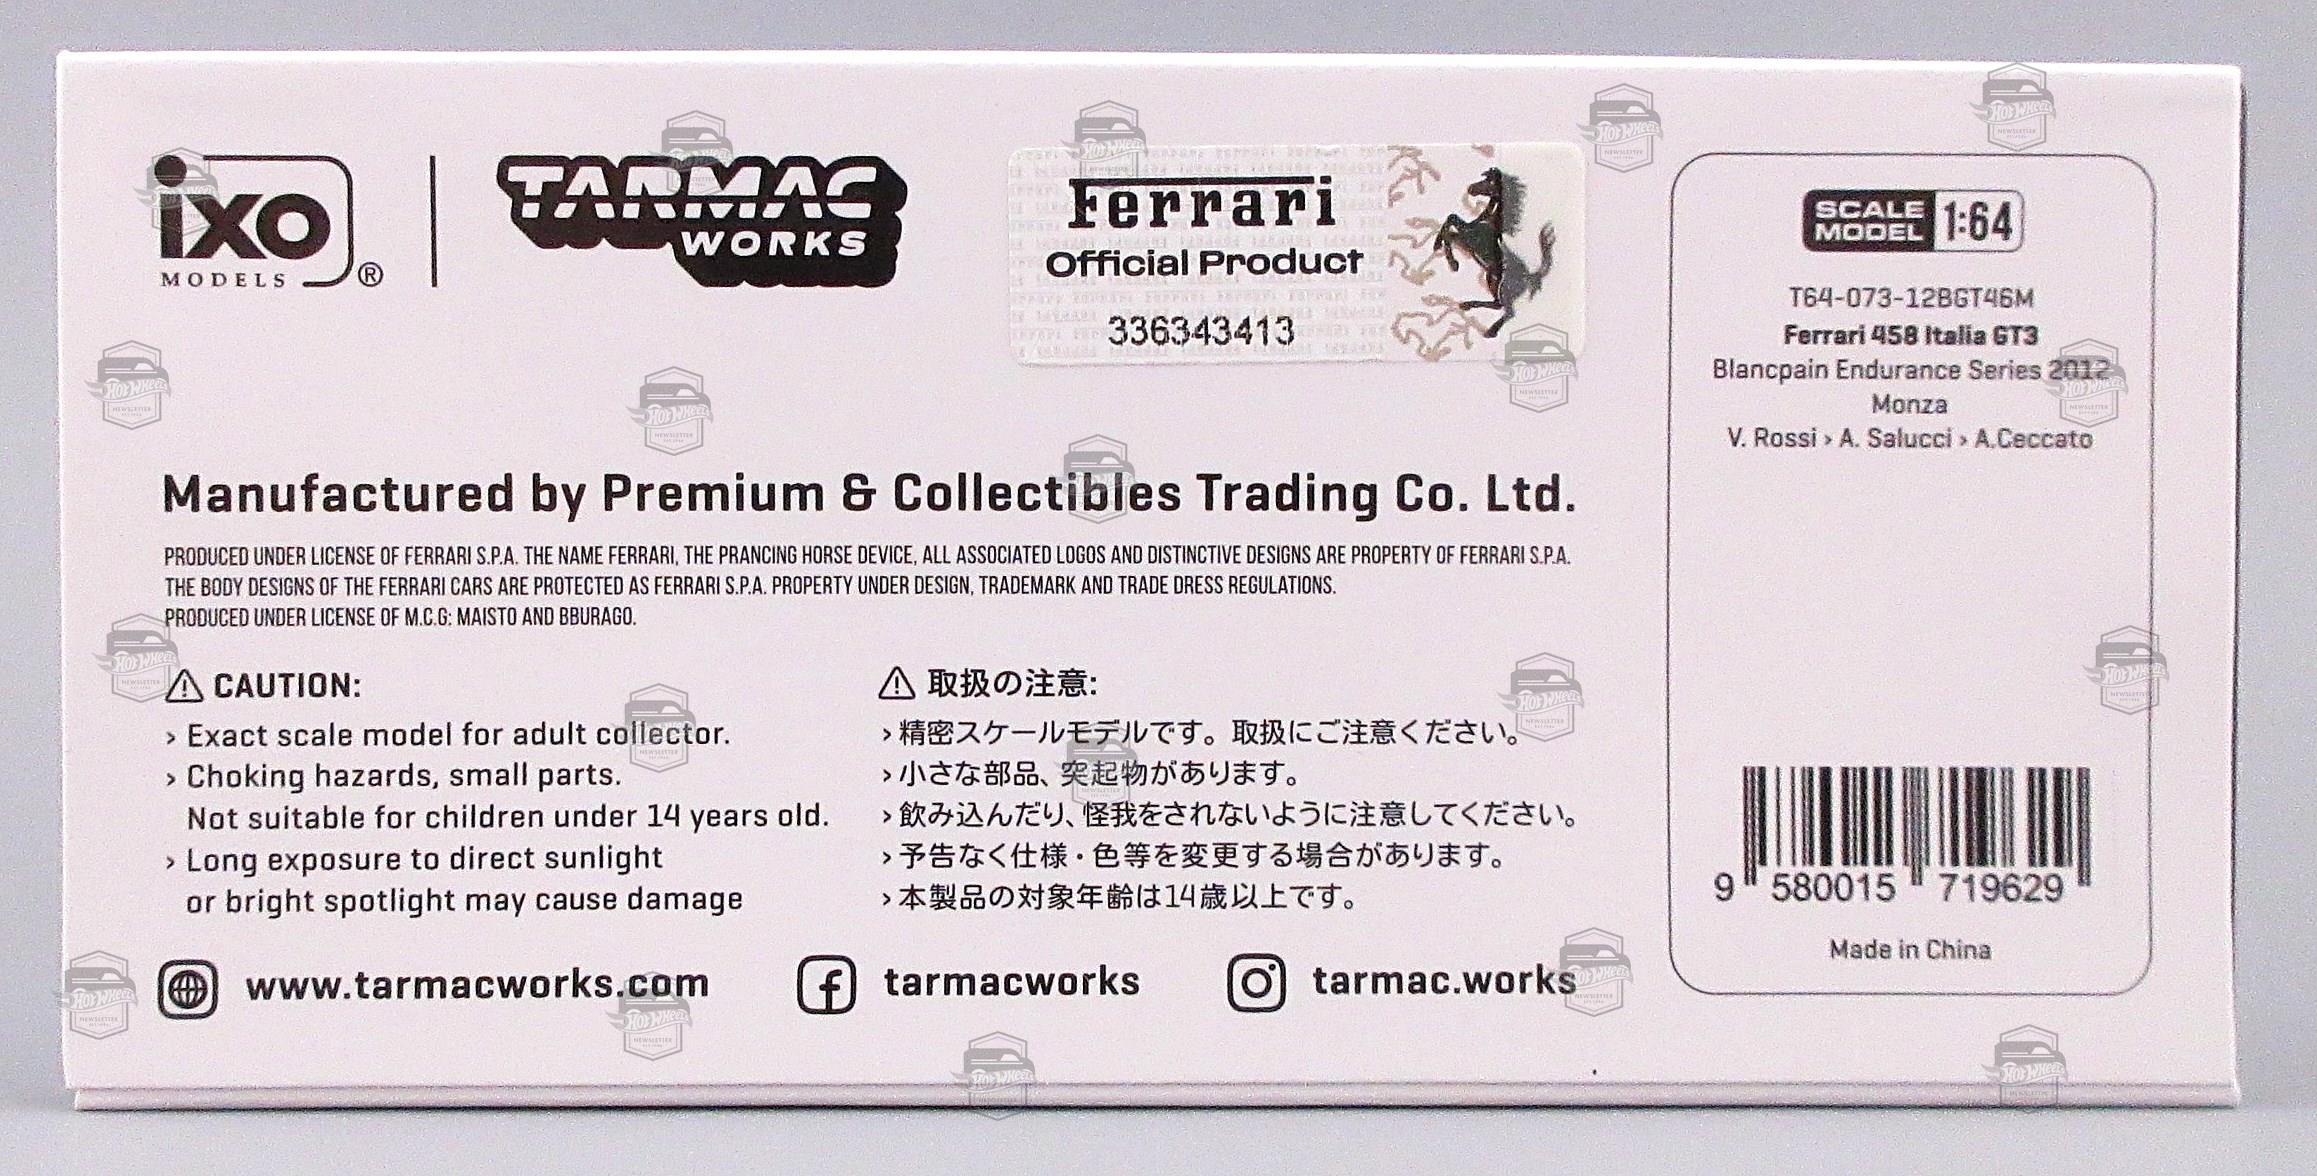 ixo
MODELS ®
TARMAC
WORKS
Ferrari
Official Product
336343413
SCALE MODEL 1:64
T64-073-12BGT46M
Ferrari 458 Italia GT3
Blancpain Endurance Series 2012
Monza
V. Rossi › A. Salucci › A.Ceccato
Manufactured by Premium & Collectibles Trading Co. Ltd.
PRODUCED UNDER LICENSE OF FERRARI S.P.A. THE NAME FERRARI, THE PRANCING HORSE DEVICE, ALL ASSOCIATED LOGOS AND DISTINCTIVE DESIGNS ARE PROPERTY OF FERRARI S.P.A.
THE BODY DESIGNS OF THE FERRARI CARS ARE PROTECTED AS FERRARI S.P.A. PROPERTY UNDER DESIGN, TRADEMARK AND TRADE DRESS REGULATIONS.
PRODUCED UNDER LICENSE OF M.C.G: MAISTO AND BBURAGO.
CAUTION:
› Exact scale model for adult collector.
› Choking hazards, small parts.
Not suitable for children under 14 years old.
› Long exposure to direct sunlight
or bright spotlight may cause damage
取扱の注意:
› 精密スケールモデルです。取扱にご注意ください。
› 小さな部品、突起物があります。
› 飲み込んだり、怪我をされないように注意してください。
› 予告なく仕様・色等を変更する場合があります。
› 本製品の対象年齢は14歳以上です。
9 580015 719629
Made in China
www.tarmacworks.com
tarmacworks
tarmac.works
Hot Wheels
NEWSLETTER